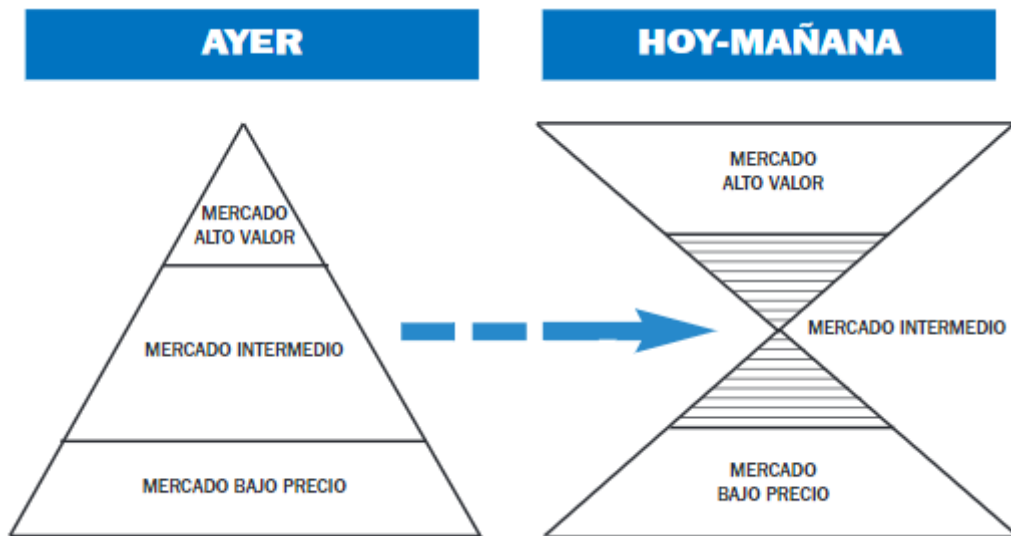 AYER
MERCADO
ALTO VALOR
MERCADO INTERMEDIO
MERCADO BAJO PRECIO
HOY-MAÑANA
MERCADO
ALTO VALOR
MERCADO INTERMEDIO
MERCADO
BAJO PRECIO